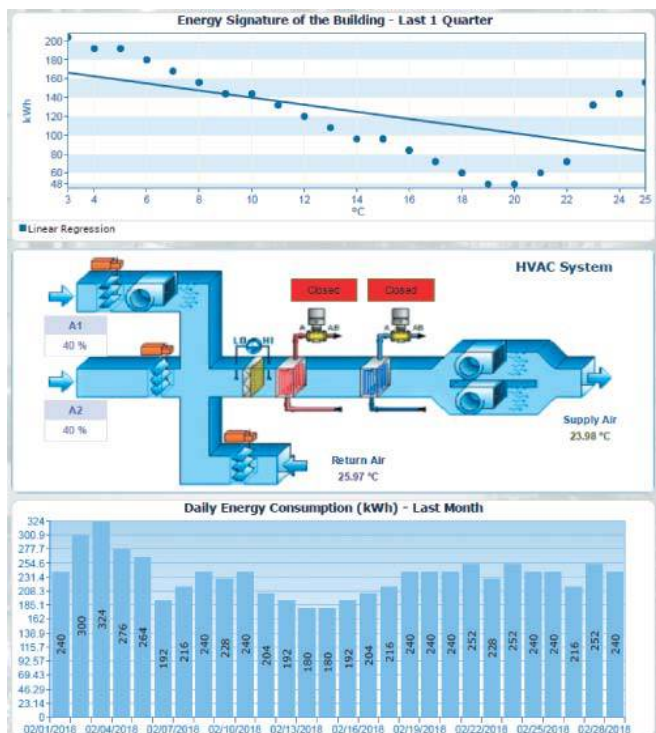 Energy Signature of the Building - Last 1 Quarter
200
180
160
140
120
100
80
60
48
kWh
3 4 6 8 10 12 14 16 18 20 22 24 25
°C
Linear Regression
HVAC System
Closed Closed
A1
40 %
LO HI
A AB A AB
A2
40 %
Supply Air
23.98 °C
Return Air
25.97 °C
Daily Energy Consumption (kWh) - Last Month
324
300.9
277.7
254.6
231.4
208.3
185.1
162
138.9
115.7
92.57
69.43
46.29
23.14
0
240 300 324 276 264 192 216 240 228 240 204 192 180 180 192 204 216 240 240 240 252 228 252 240 240 216 252 240
02/01/2018 02/04/2018 02/07/2018 02/10/2018 02/13/2018 02/16/2018 02/19/2018 02/22/2018 02/25/2018 02/28/2018